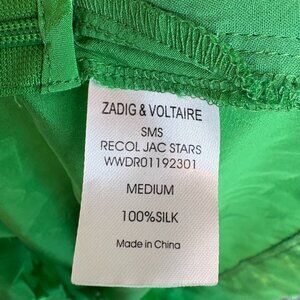 ZADIG & VOLTAIRE
SMS
RECOL JAC STARS
WWDR01192301
MEDIUM
100%SILK
Made in China